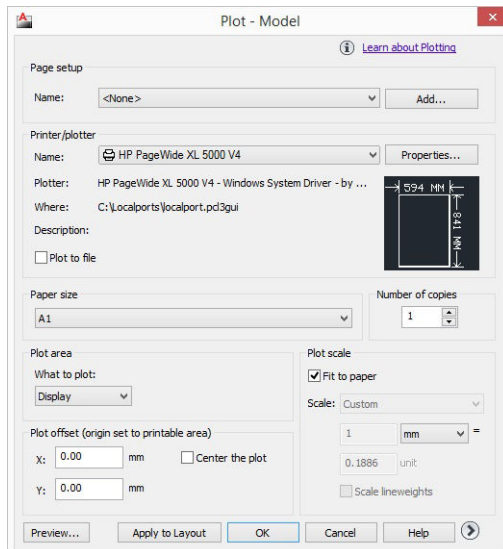 Plot - Model
Learn about Plotting
Page setup
Name: <None> Add...
Printer/plotter
Name: HP PageWide XL 5000 V4 Properties...
Plotter: HP PageWide XL 5000 V4 - Windows System Driver - by ...
Where: C:\Localports\localport.pcl3gui
Description:
Plot to file
594 MM
841 MM
Paper size
A1
Number of copies
1
Plot area
What to plot:
Display
Plot offset (origin set to printable area)
X: 0.00 mm Center the plot
Y: 0.00 mm
Plot scale
Fit to paper
Scale: Custom
1 mm =
0.1886 unit
Scale lineweights
Preview... Apply to Layout OK Cancel Help